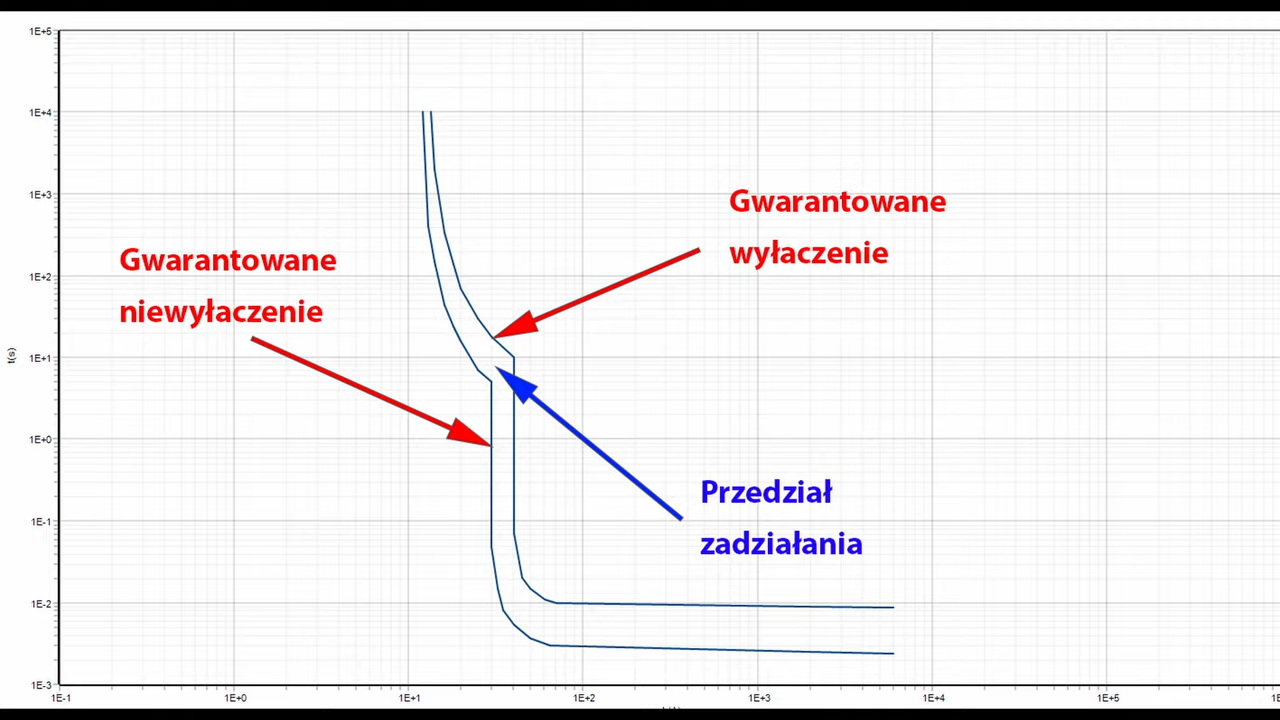 1E+5
1E+4
1E+3
1E+2
1E+1
1E+0
1E-1
1E-2
1E-3
t(s)
Gwarantowane
niewyłaczenie
Gwarantowane
wyłaczenie
Przedział
zadziałania
1E-1 1E+0 1E+1 1E+2 1E+3 1E+4 1E+5